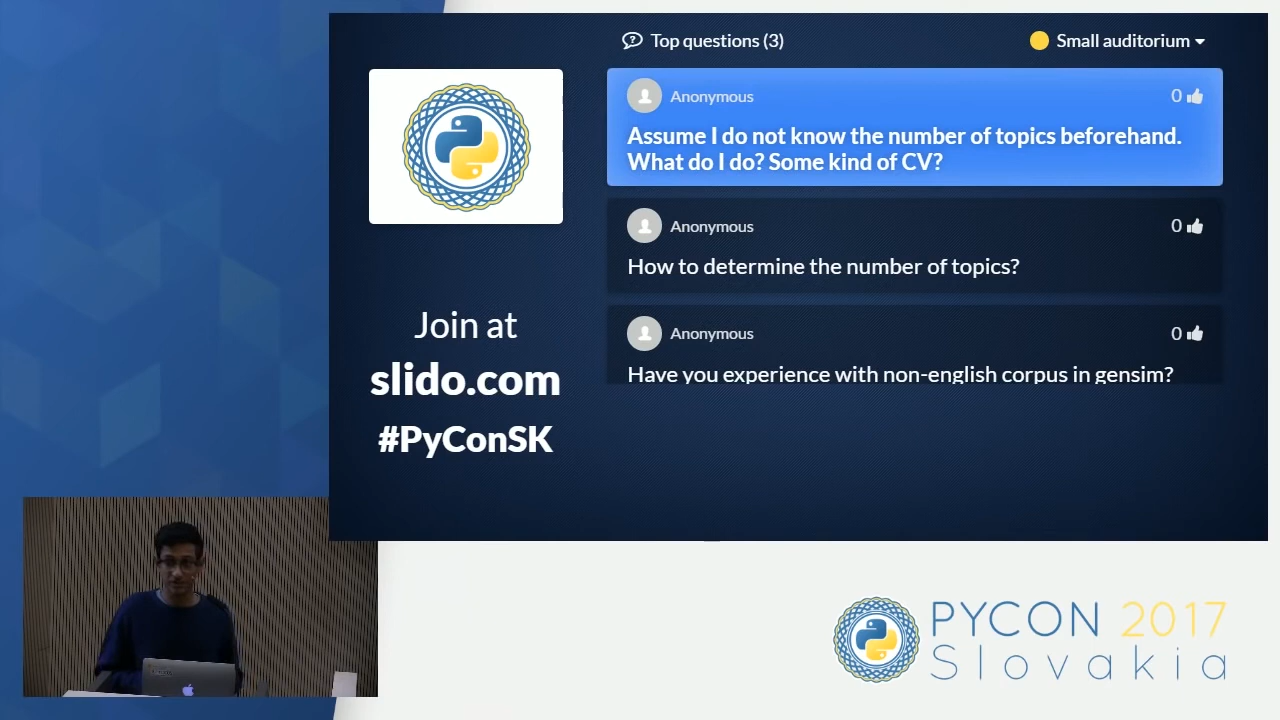 Top questions (3)
Small auditorium
Anonymous
0
Assume I do not know the number of topics beforehand.
What do I do? Some kind of CV?
Anonymous
0
How to determine the number of topics?
Anonymous
0
Have you experience with non-english corpus in gensim?
Join at
slido.com
#PyConSK
PYCON 2017
Slovakia